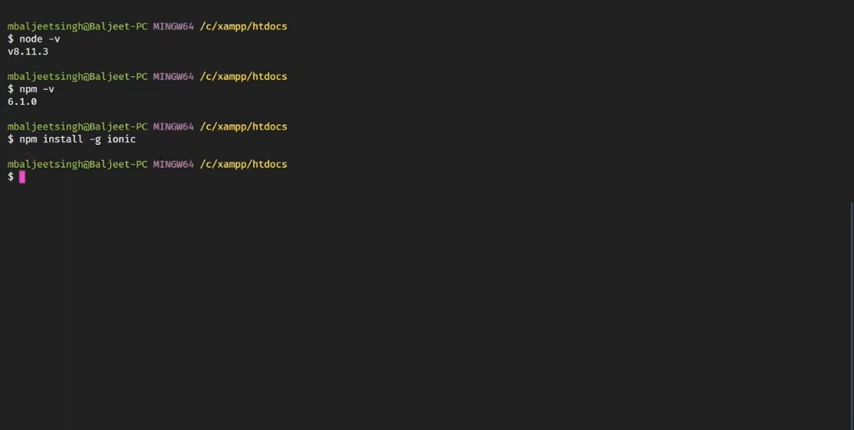 mbaljeetsingh@Baljeet-PC MINGW64 /c/xampp/htdocs
$ node -v
v8.11.3
mbaljeetsingh@Baljeet-PC MINGW64 /c/xampp/htdocs
$ npm -v
6.1.0
mbaljeetsingh@Baljeet-PC MINGW64 /c/xampp/htdocs
$ npm install -g ionic
mbaljeetsingh@Baljeet-PC MINGW64 /c/xampp/htdocs
$